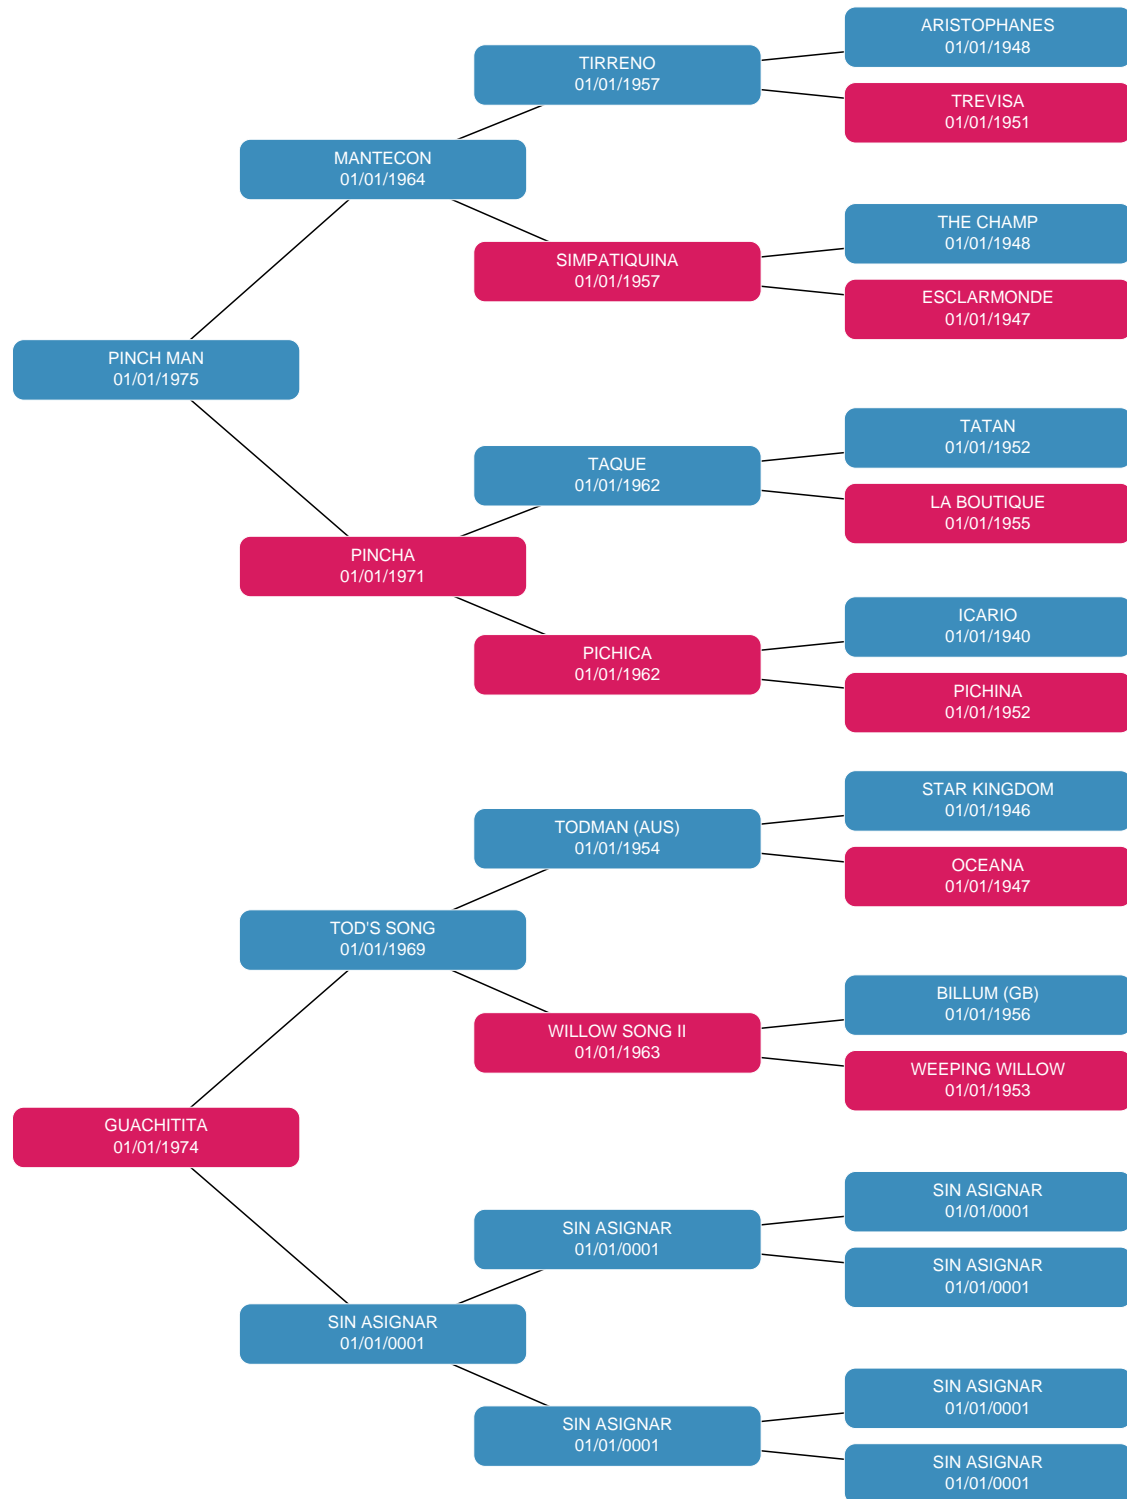 ARISTOPHANES
01/01/1948
TIRRENO
01/01/1957
TREVISA
01/01/1951
MANTECON
01/01/1964
THE CHAMP
01/01/1948
SIMPATIQUINA
01/01/1957
ESCLARMONDE
01/01/1947
PINCH MAN
01/01/1975
TATAN
01/01/1952
TAQUE
01/01/1962
LA BOUTIQUE
01/01/1955
PINCHA
01/01/1971
ICARIO
01/01/1940
PICHICA
01/01/1962
PICHINA
01/01/1952
STAR KINGDOM
01/01/1946
TODMAN (AUS)
01/01/1954
OCEANA
01/01/1947
TOD'S SONG
01/01/1969
BILLUM (GB)
01/01/1956
WILLOW SONG II
01/01/1963
WEEPING WILLOW
01/01/1953
GUACHITITA
01/01/1974
SIN ASIGNAR
01/01/0001
SIN ASIGNAR
01/01/0001
SIN ASIGNAR
01/01/0001
SIN ASIGNAR
01/01/0001
SIN ASIGNAR
01/01/0001
SIN ASIGNAR
01/01/0001
SIN ASIGNAR
01/01/0001